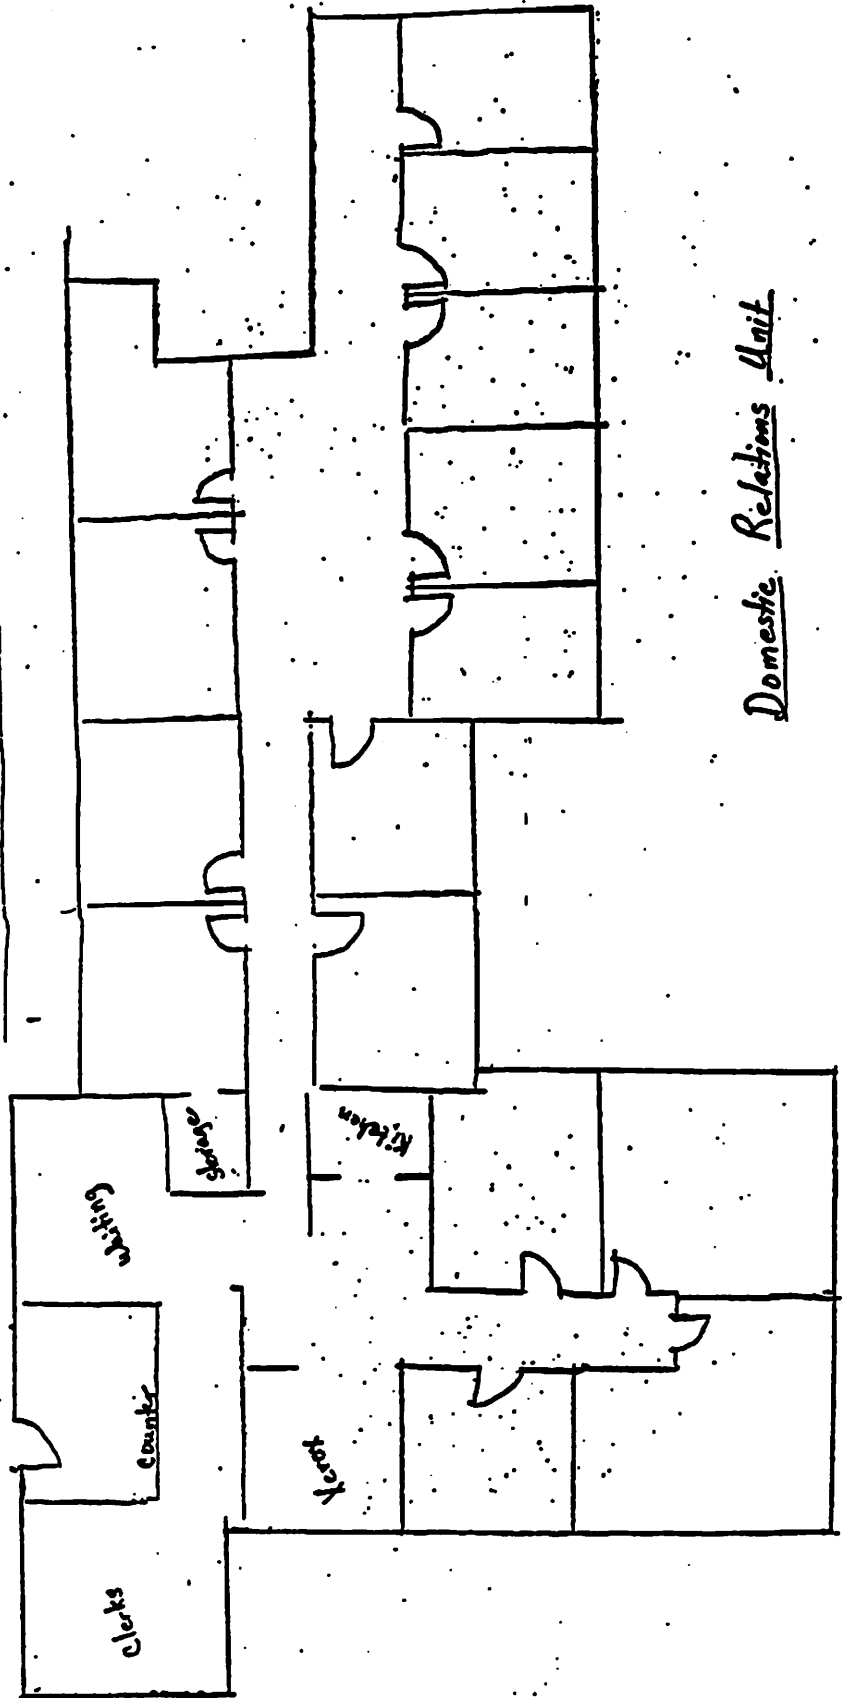 Domestic Relations Unit
Storage
Kitchen
Waiting
Counter
Xerox
Clerks